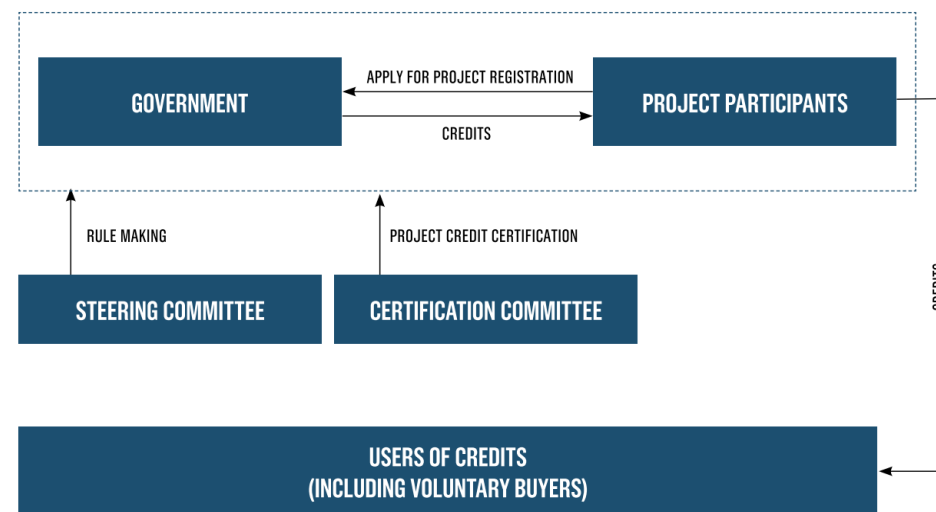 APPLY FOR PROJECT REGISTRATION
GOVERNMENT
PROJECT PARTICIPANTS
CREDITS
RULE MAKING
PROJECT CREDIT CERTIFICATION
STEERING COMMITTEE
CERTIFICATION COMMITTEE
USERS OF CREDITS
(INCLUDING VOLUNTARY BUYERS)